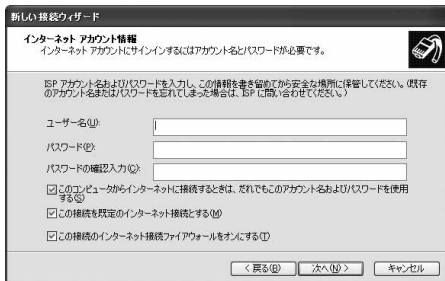 新しい接続ウィザード
インターネット アカウント情報
インターネット アカウントにサインインするにはアカウント名とパスワードが必要です。
ISP アカウント名およびパスワードを入力し、この情報を書き留めてから安全な場所に保管してください。(既存
のアカウント名またはパスワードを忘れてしまった場合は、ISP に問い合わせてください。)
ユーザー名(U):
パスワード(P):
パスワードの確認入力(C):
このコンピュータからインターネットに接続するときは、だれでもこのアカウント名およびパスワードを使用
する(S)
この接続を既定のインターネット接続とする(M)
この接続のインターネット接続ファイアウォールをオンにする(T)
< 戻る(B)
次へ(N) >
キャンセル